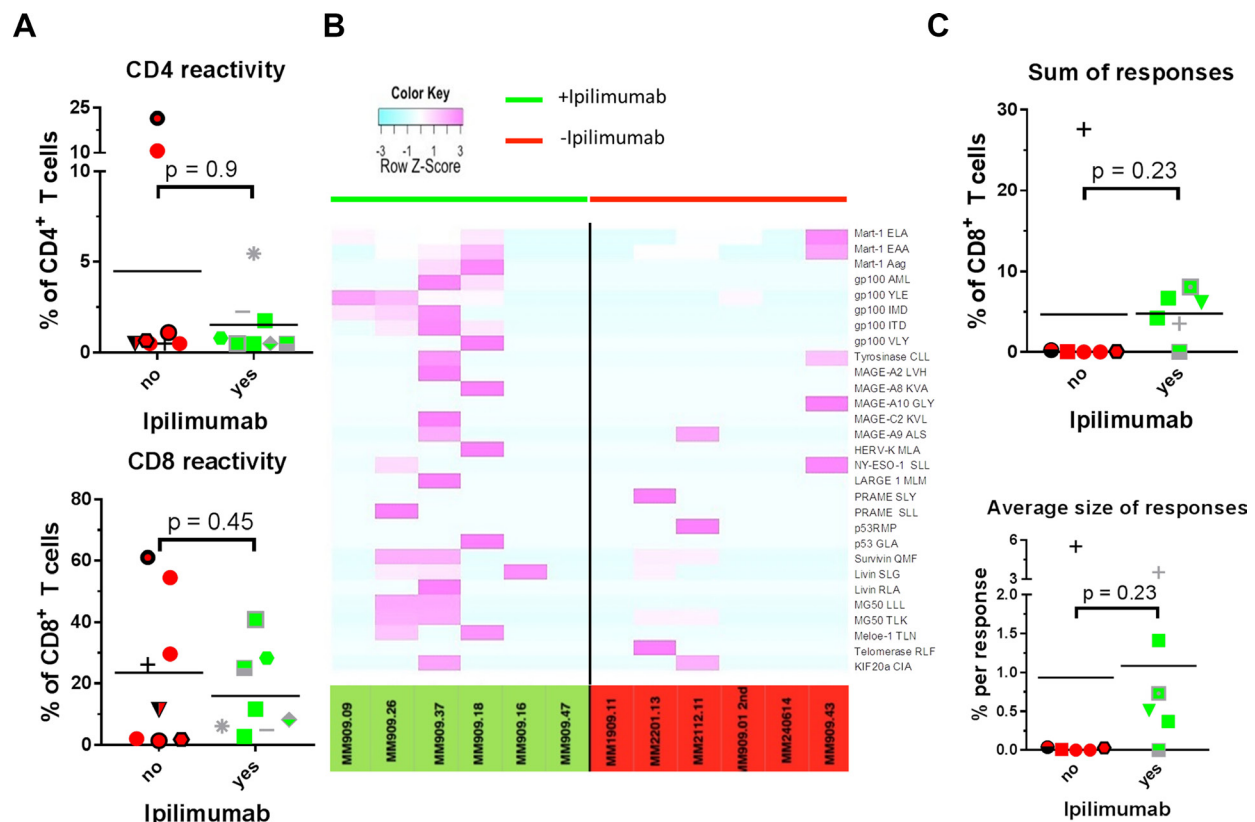 A
CD4 reactivity
% of CD4+ T cells
25
10
10
5
0
p = 0.9
no
yes
Ipilimumab
CD8 reactivity
% of CD8+ T cells
80
60
40
20
0
p = 0.45
no
yes
Ipilimumab
B
Color Key
-3
-1
1
3
Row Z-Score
+Ipilimumab
-Ipilimumab
Mart-1 ELA
Mart-1 EAA
Mart-1 Aag
gp100 AML
gp100 YLE
gp100 IMD
gp100 ITD
gp100 VLY
Tyrosinase CLL
MAGE-A2 LVH
MAGE-A8 KVA
MAGE-A10 GLY
MAGE-C2 KVL
MAGE-A9 ALS
HERV-K MLA
NY-ESO-1 SLL
LARGE 1 MLM
PRAME SLY
PRAME SLL
p53RMP
p53 GLA
Survivin QMF
Livin SLG
Livin RLA
MG50 LLL
MG50 TLK
Meloe-1 TLN
Telomerase RLF
KIF20a CIA
MM909.09
MM909.26
MM909.37
MM909.18
MM909.16
MM909.47
MM1909.11
MM2201.13
MM2112.11
MM909.01 2nd
MM240614
MM909.43
C
Sum of responses
% of CD8+ T cells
30
20
10
0
p = 0.23
no
yes
Ipilimumab
Average size of responses
% per response
6
3
2.0
1.5
1.0
0.5
0.0
p = 0.23
no
yes
Ipilimumab